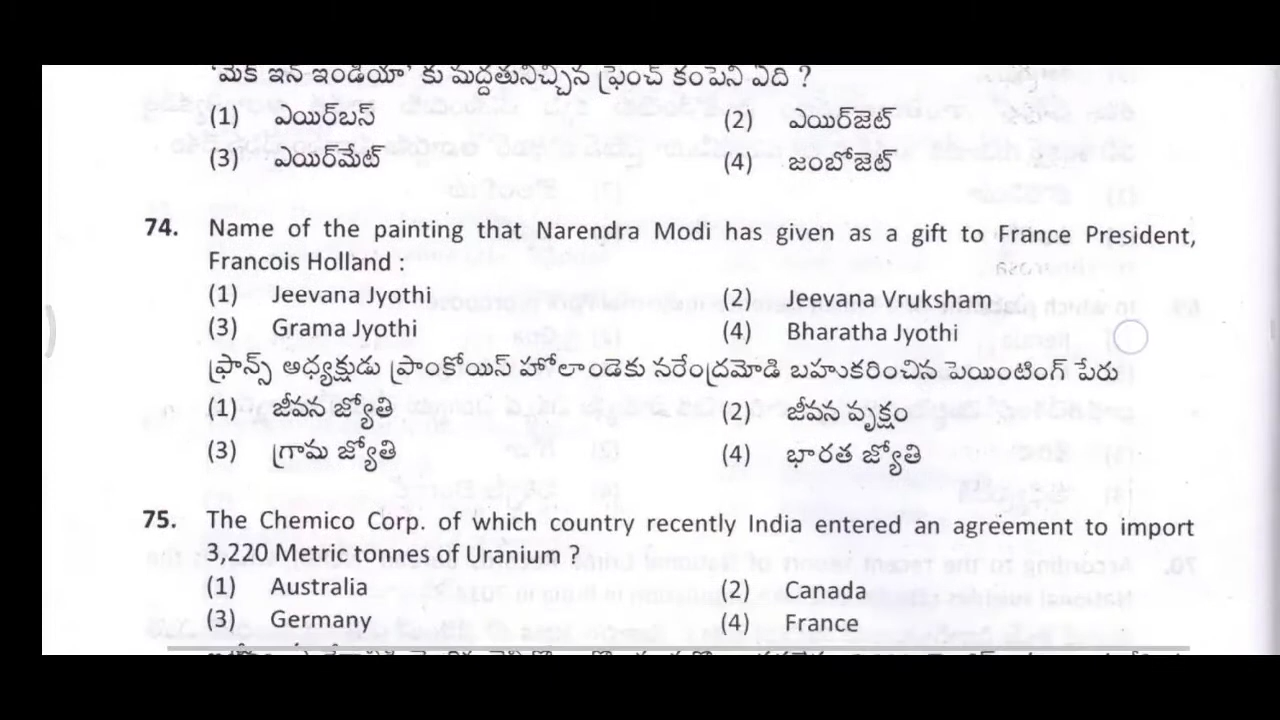 'మేక్ ఇన్ ఇండియా' కు మద్దతునిచ్చిన ఫ్రెంచ్ కంపెనీ ఏది ?
(1) ఎయిర్‌బస్ (2) ఎయిర్‌జెట్
(3) ఎయిర్‌మేట్ (4) జంబోజెట్
74. Name of the painting that Narendra Modi has given as a gift to France President,
Francois Holland :
(1) Jeevana Jyothi (2) Jeevana Vruksham
(3) Grama Jyothi (4) Bharatha Jyothi
ఫ్రాన్స్ అధ్యక్షుడు ప్రాంకోయిస్ హోలాండెకు నరేంద్రమోడి బహుకరించిన పెయింటింగ్ పేరు
(1) జీవన జ్యోతి (2) జీవన వృక్షం
(3) గ్రామ జ్యోతి (4) భారత జ్యోతి
75. The Chemico Corp. of which country recently India entered an agreement to import
3,220 Metric tonnes of Uranium ?
(1) Australia (2) Canada
(3) Germany (4) France